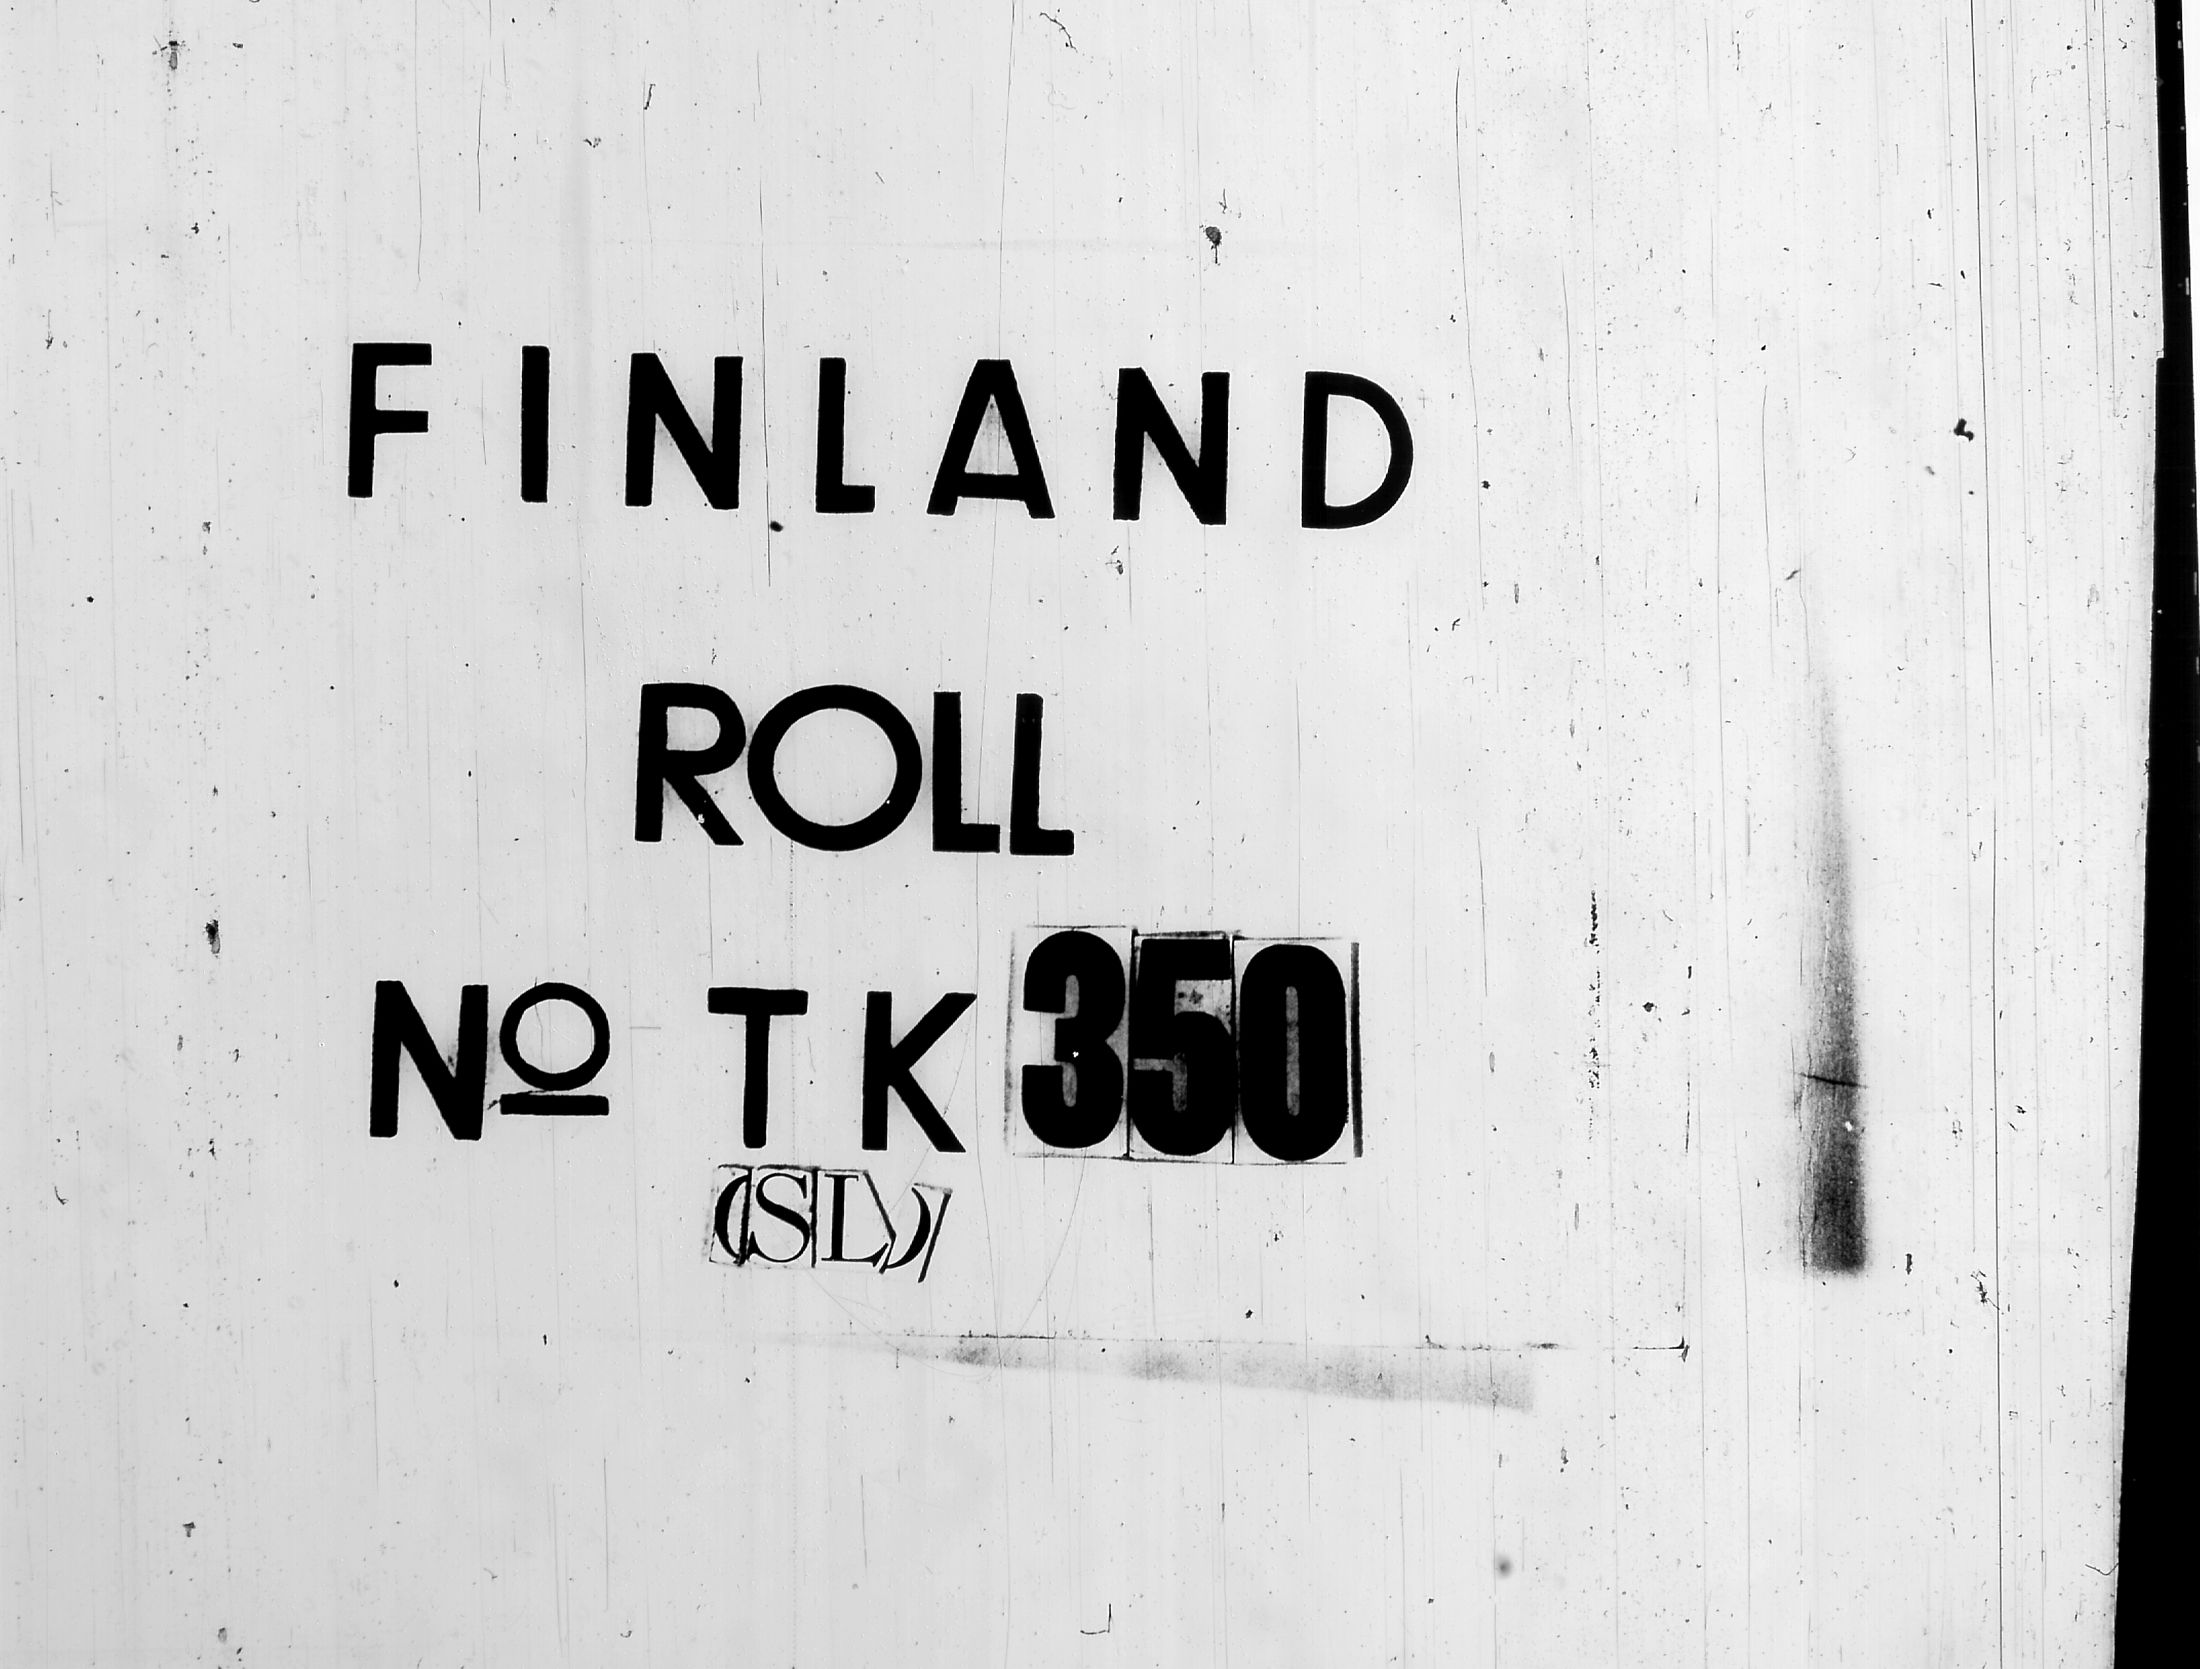 FINLAND
ROLL
Nº TK 350
(SL)